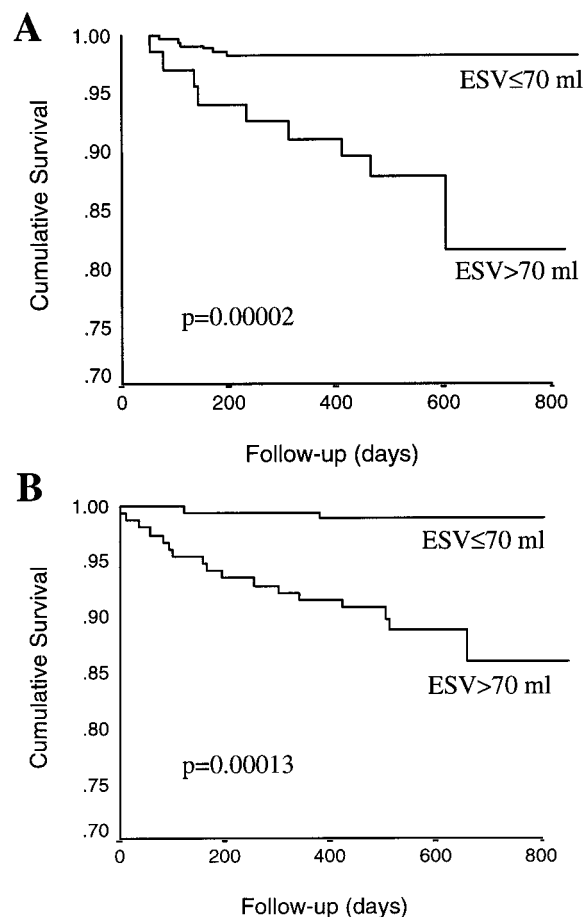 A
1.00
.95
.90
.85
.80
.75
.70
Cumulative Survival
ESV≤70 ml
ESV>70 ml
p=0.00002
0 200 400 600 800
Follow-up (days)
B
1.00
.95
.90
.85
.80
.75
.70
Cumulative Survival
ESV≤70 ml
ESV>70 ml
p=0.00013
0 200 400 600 800
Follow-up (days)